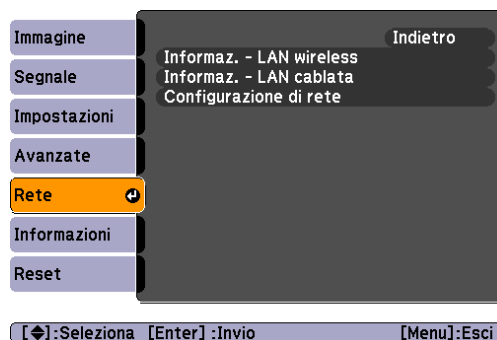 Immagine
Segnale
Impostazioni
Avanzate
Rete
Informazioni
Reset
Indietro
Informaz. - LAN wireless
Informaz. - LAN cablata
Configurazione di rete
[◆]:Seleziona [Enter] :Invio [Menu]:Esci